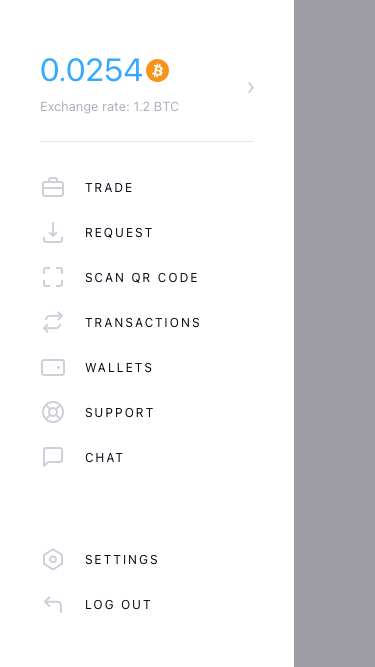 0.0254
Exchange rate: 1.2 BTC
TRADE
REQUEST
SCAN QR CODE
TRANSACTIONS
WALLETS
SUPPORT
CHAT
SETTINGS
LOG OUT